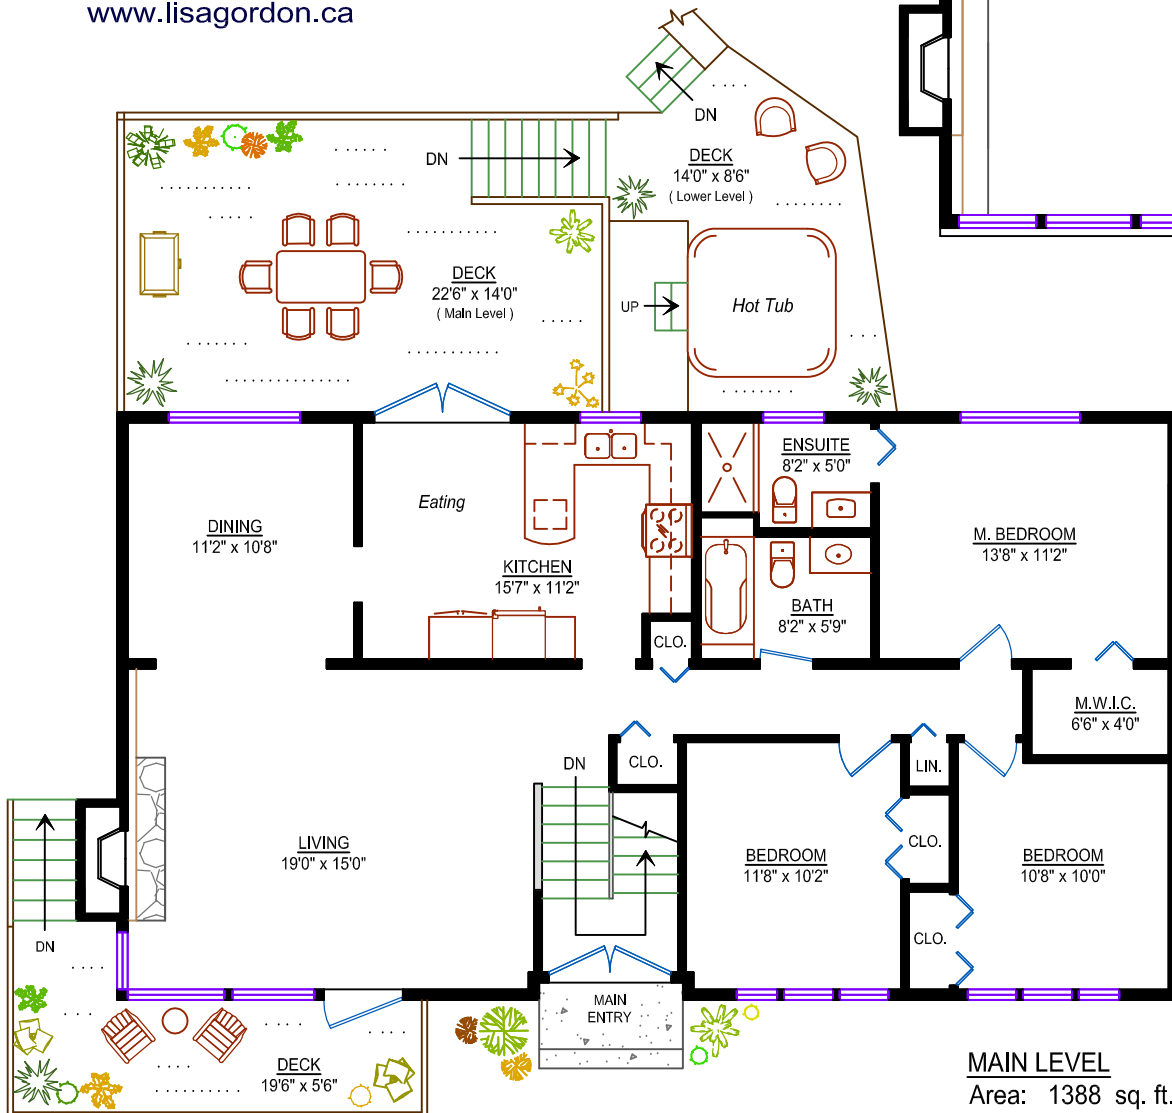 www.lisagordon.ca
DN
DN
DECK
14'0" x 8'6"
( Lower Level )
DECK
22'6" x 14'0"
( Main Level )
UP
Hot Tub
ENSUITE
8'2" x 5'0"
Eating
DINING
11'2" x 10'8"
M. BEDROOM
13'8" x 11'2"
KITCHEN
15'7" x 11'2"
BATH
8'2" x 5'9"
CLO.
M.W.I.C.
6'6" x 4'0"
DN
CLO.
LIN.
LIVING
19'0" x 15'0"
BEDROOM
11'8" x 10'2"
CLO.
BEDROOM
10'8" x 10'0"
DN
CLO.
MAIN
ENTRY
DECK
19'6" x 5'6"
MAIN LEVEL
Area: 1388 sq. ft.